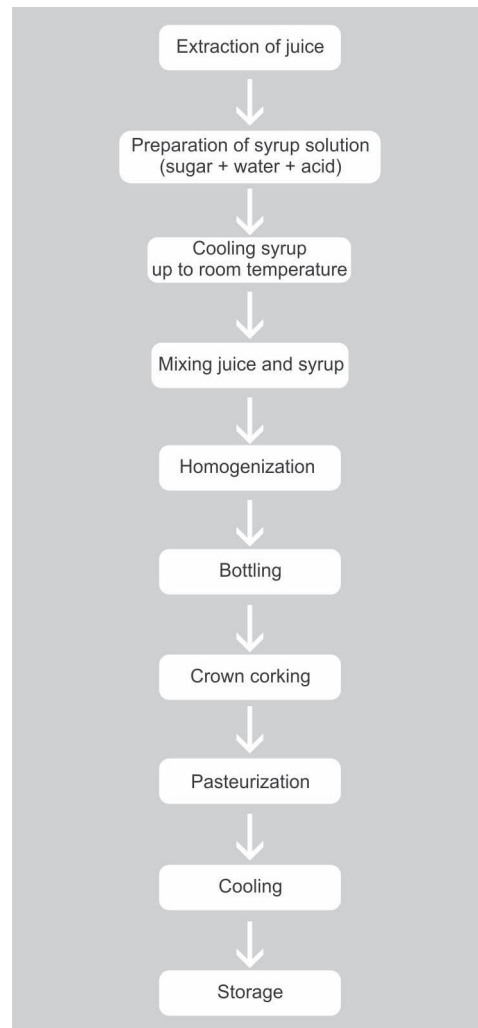 Extraction of juice
Preparation of syrup solution
(sugar + water + acid)
Cooling syrup
up to room temperature
Mixing juice and syrup
Homogenization
Bottling
Crown corking
Pasteurization
Cooling
Storage